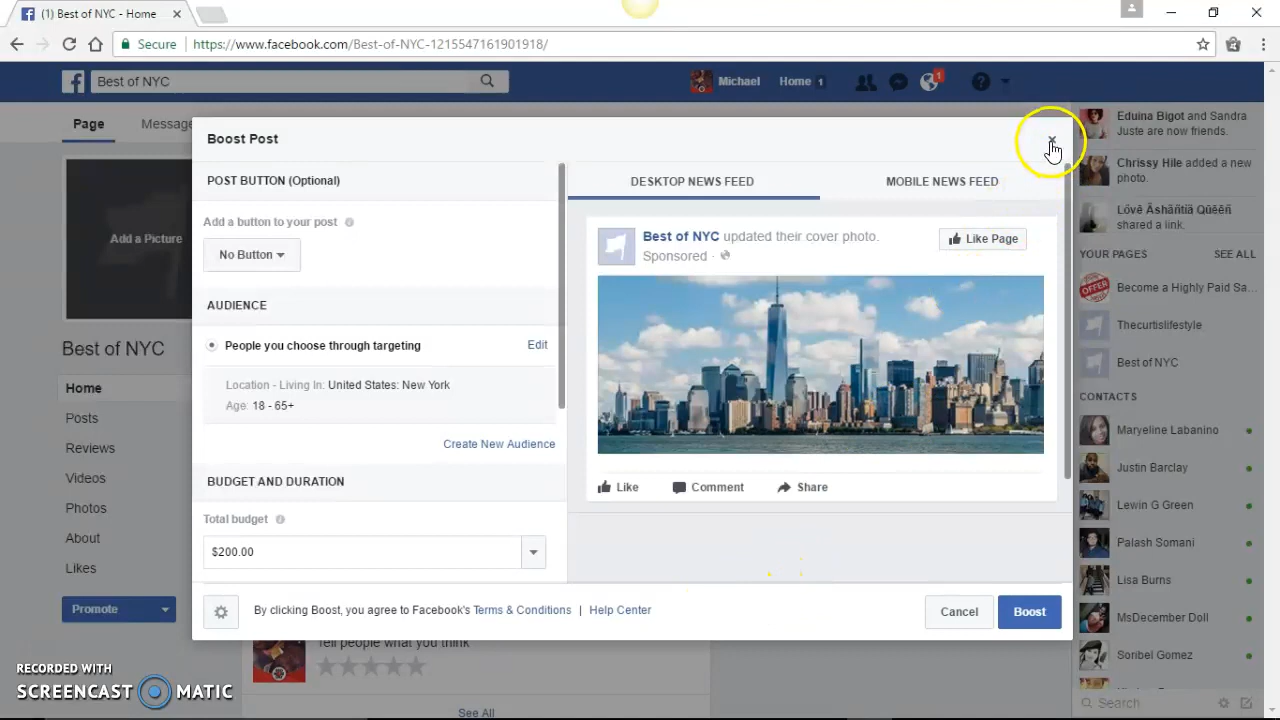 (1) Best of NYC - Home
Secure
https://www.facebook.com/Best-of-NYC-1215547161901918/
Best of NYC
Michael
Home 1
1
Page
Message
Add a Picture
Best of NYC
Home
Posts
Reviews
Videos
Photos
About
Likes
Promote
Boost Post
POST BUTTON (Optional)
Add a button to your post
No Button
AUDIENCE
People you choose through targeting
Edit
Location - Living In: United States: New York
Age: 18 - 65+
Create New Audience
BUDGET AND DURATION
Total budget
$200.00
DESKTOP NEWS FEED
MOBILE NEWS FEED
Best of NYC updated their cover photo.
Sponsored
Like Page
Like
Comment
Share
By clicking Boost, you agree to Facebook's Terms & Conditions | Help Center
Cancel
Boost
Tell people what you think
See All
Eduina Bigot and Sandra
Juste are now friends.
Chrissy Hile added a new
photo.
Lővē Āshāñtïä Qūēēñ
shared a link.
YOUR PAGES
SEE ALL
OFFER
Become a Highly Paid Sa...
Thecurtislifestyle
Best of NYC
CONTACTS
Maryeline Labanino
Justin Barclay
Lewin G Green
Palash Somani
Lisa Burns
MsDecember Doll
Soribel Gomez
Search
RECORDED WITH
SCREENCAST-O-MATIC